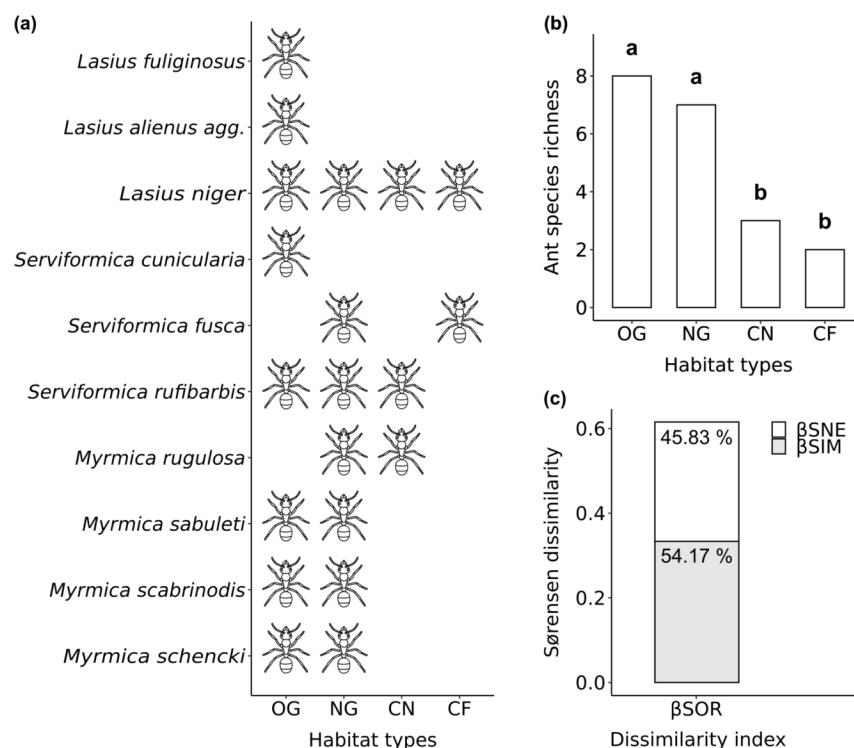 (a)
Lasius fuliginosus
Lasius alienus agg.
Lasius niger
Serviformica cunicularia
Serviformica fusca
Serviformica rufibarbis
Myrmica rugulosa
Myrmica sabuleti
Myrmica scabrinodis
Myrmica schencki
OG NG CN CF
Habitat types
(b)
Ant species richness
8
6
4
2
0
a
a
b
b
OG NG CN CF
Habitat types
(c)
Sørensen dissimilarity
0.6
0.4
0.2
0.0
45.83 %
54.17 %
βSNE
βSIM
βSOR
Dissimilarity index